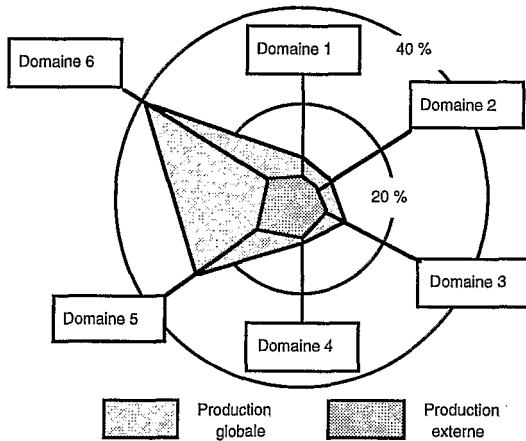 Domaine 1
40 %
Domaine 6
Domaine 2
20 %
Domaine 3
Domaine 5
Domaine 4
Production
globale
Production
externe